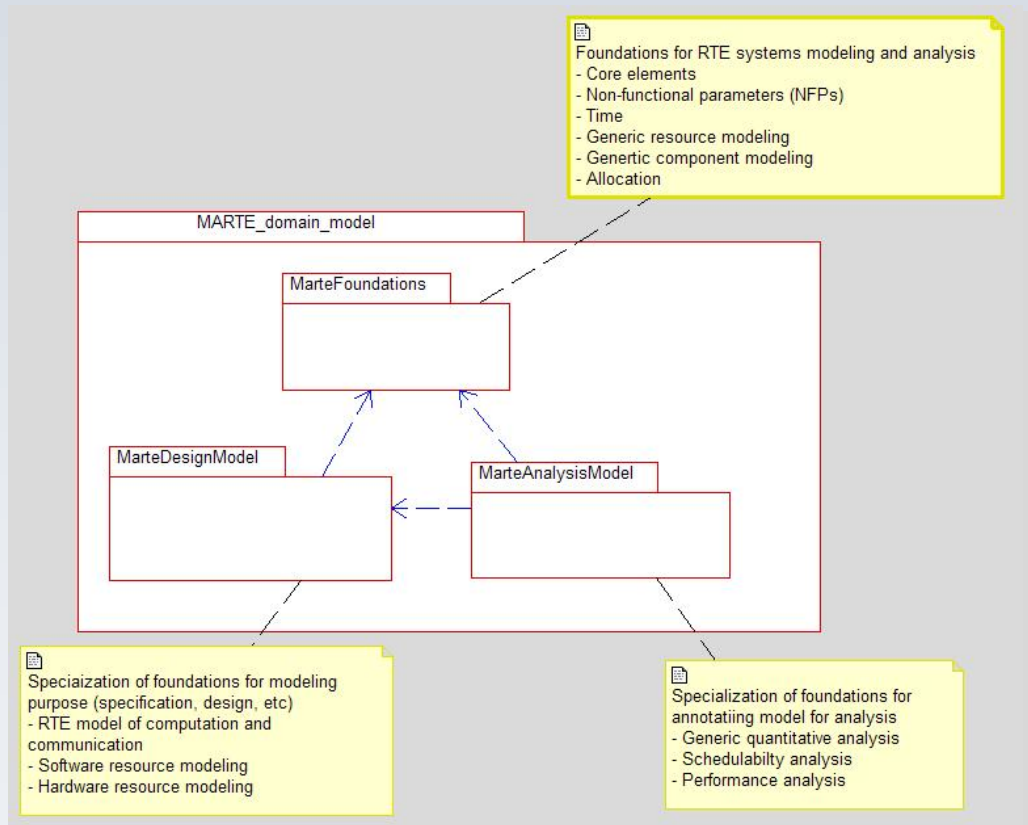 Foundations for RTE systems modeling and analysis
- Core elements
- Non-functional parameters (NFPs)
- Time
- Generic resource modeling
- Genertic component modeling
- Allocation
MARTE_domain_model
MarteFoundations
MarteDesignModel
MarteAnalysisModel
Speciaization of foundations for modeling
purpose (specification, design, etc)
- RTE model of computation and
communication
- Software resource modeling
- Hardware resource modeling
Specialization of foundations for
annotatiing model for analysis
- Generic quantitative analysis
- Schedulabilty analysis
- Performance analysis